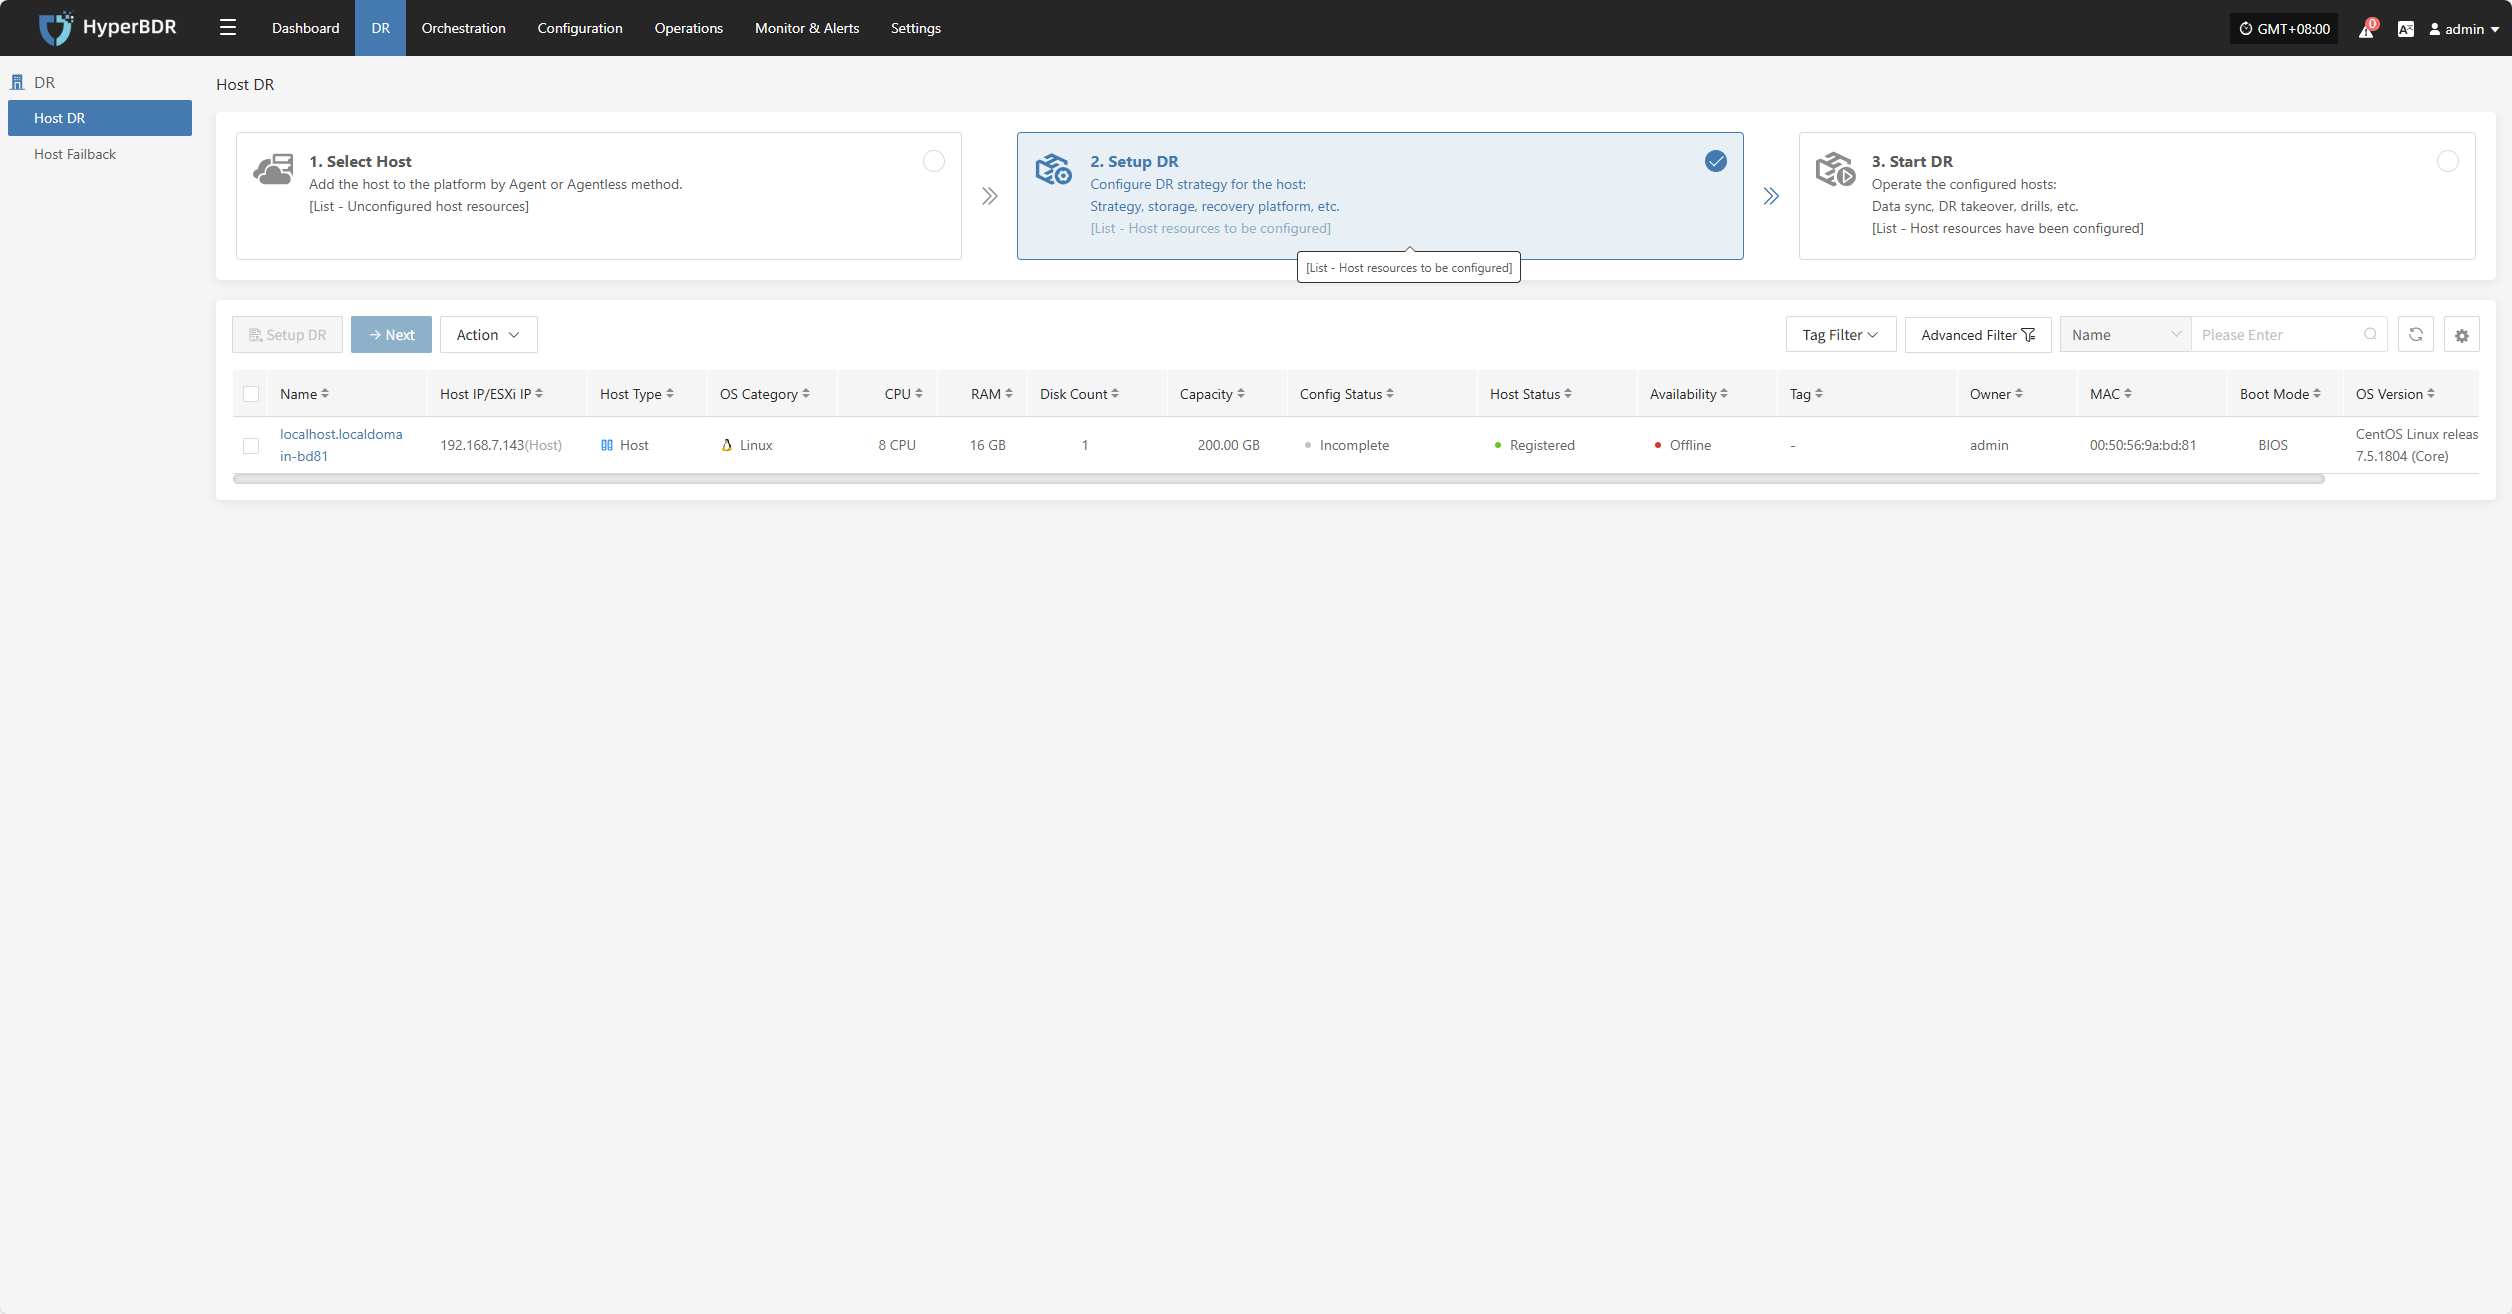 HyperBDR
Dashboard
DR
Orchestration
Configuration
Operations
Monitor & Alerts
Settings
GMT+08:00
0
admin
DR
Host DR
Host Failback
Host DR
1. Select Host
Add the host to the platform by Agent or Agentless method.
[List - Unconfigured host resources]
2. Setup DR
Configure DR strategy for the host:
Strategy, storage, recovery platform, etc.
[List - Host resources to be configured]
[List - Host resources to be configured]
3. Start DR
Operate the configured hosts:
Data sync, DR takeover, drills, etc.
[List - Host resources have been configured]
Setup DR
Next
Action
Tag Filter
Advanced Filter
Name
Please Enter
Name
Host IP/ESXi IP
Host Type
OS Category
CPU
RAM
Disk Count
Capacity
Config Status
Host Status
Availability
Tag
Owner
MAC
Boot Mode
OS Version
localhost.localdoma
in-bd81
192.168.7.143(Host)
Host
Linux
8 CPU
16 GB
1
200.00 GB
Incomplete
Registered
Offline
-
admin
00:50:56:9a:bd:81
BIOS
CentOS Linux releas
7.5.1804 (Core)